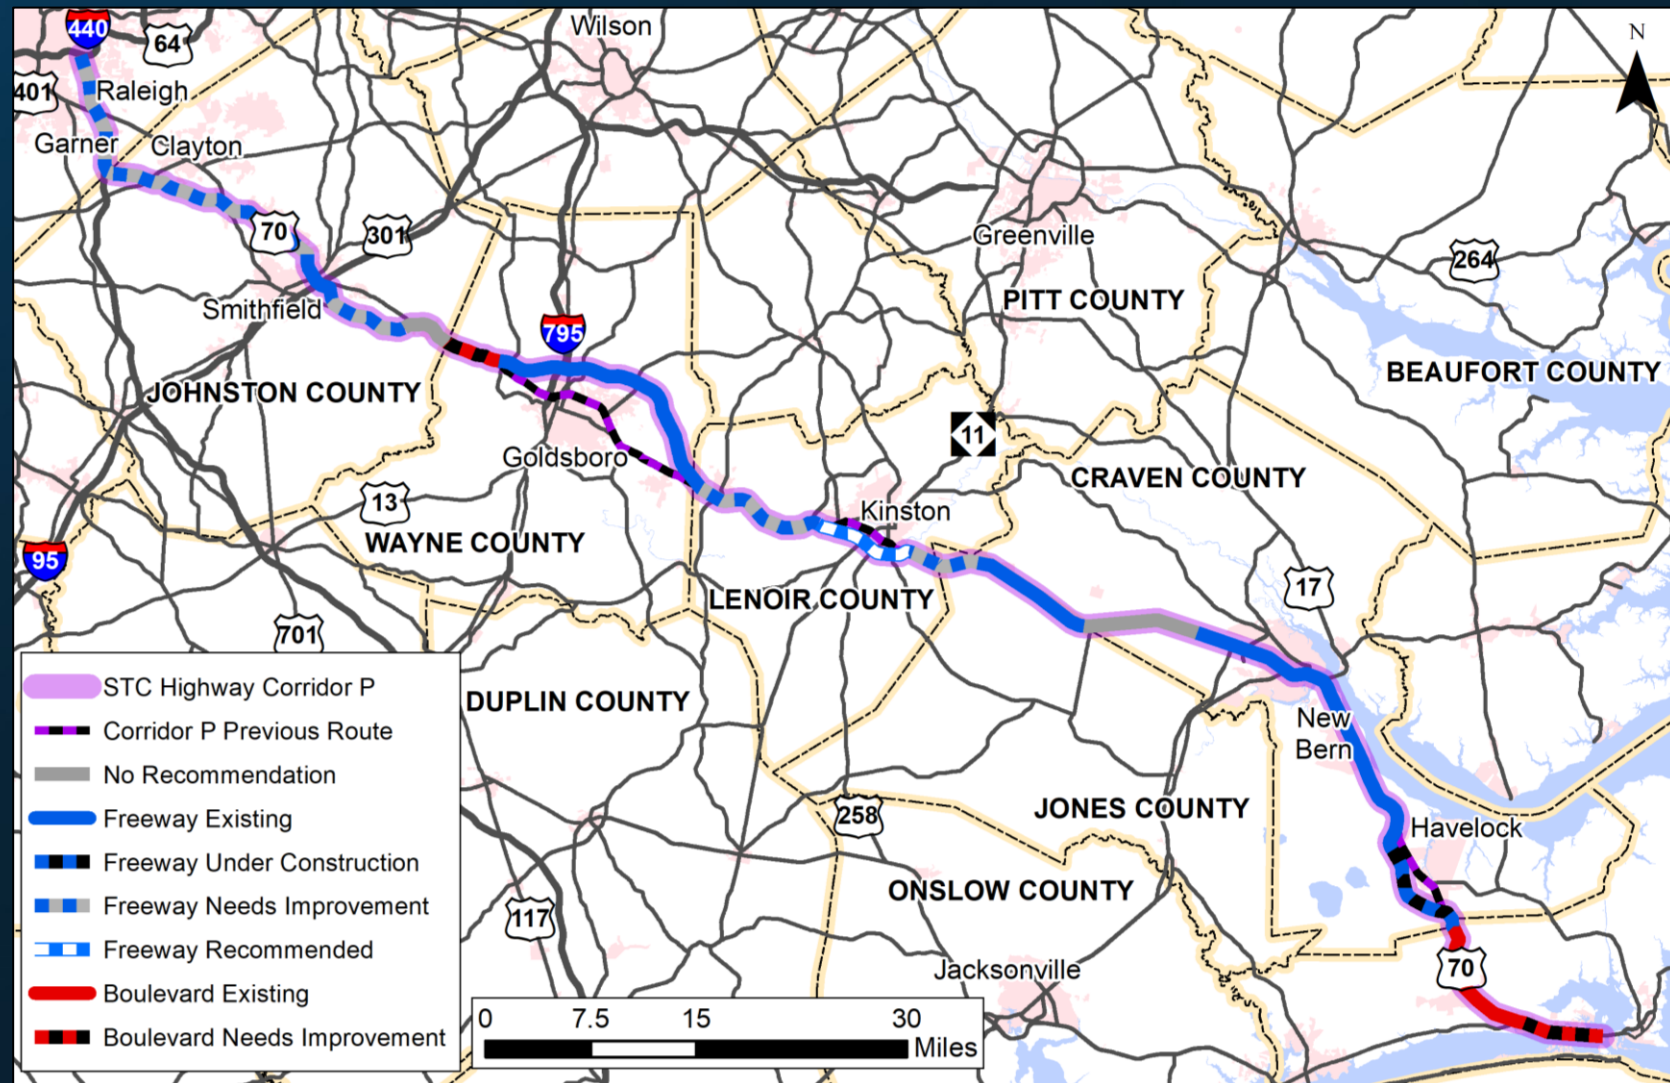 440
64
Wilson
N
401
Raleigh
Garner
Clayton
70
301
Greenville
264
Smithfield
PITT COUNTY
795
BEAUFORT COUNTY
JOHNSTON COUNTY
11
Goldsboro
CRAVEN COUNTY
13
Kinston
WAYNE COUNTY
95
17
LENOIR COUNTY
701
STC Highway Corridor P
Corridor P Previous Route
No Recommendation
Freeway Existing
Freeway Under Construction
Freeway Needs Improvement
Freeway Recommended
Boulevard Existing
Boulevard Needs Improvement
DUPLIN COUNTY
New
Bern
JONES COUNTY
258
Havelock
ONSLOW COUNTY
117
Jacksonville
70
0 7.5 15 30
Miles